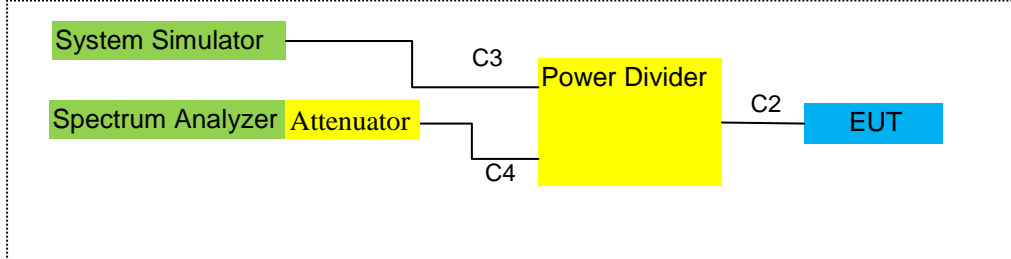 System Simulator
C3
Power Divider
C2
EUT
Spectrum Analyzer
Attenuator
C4